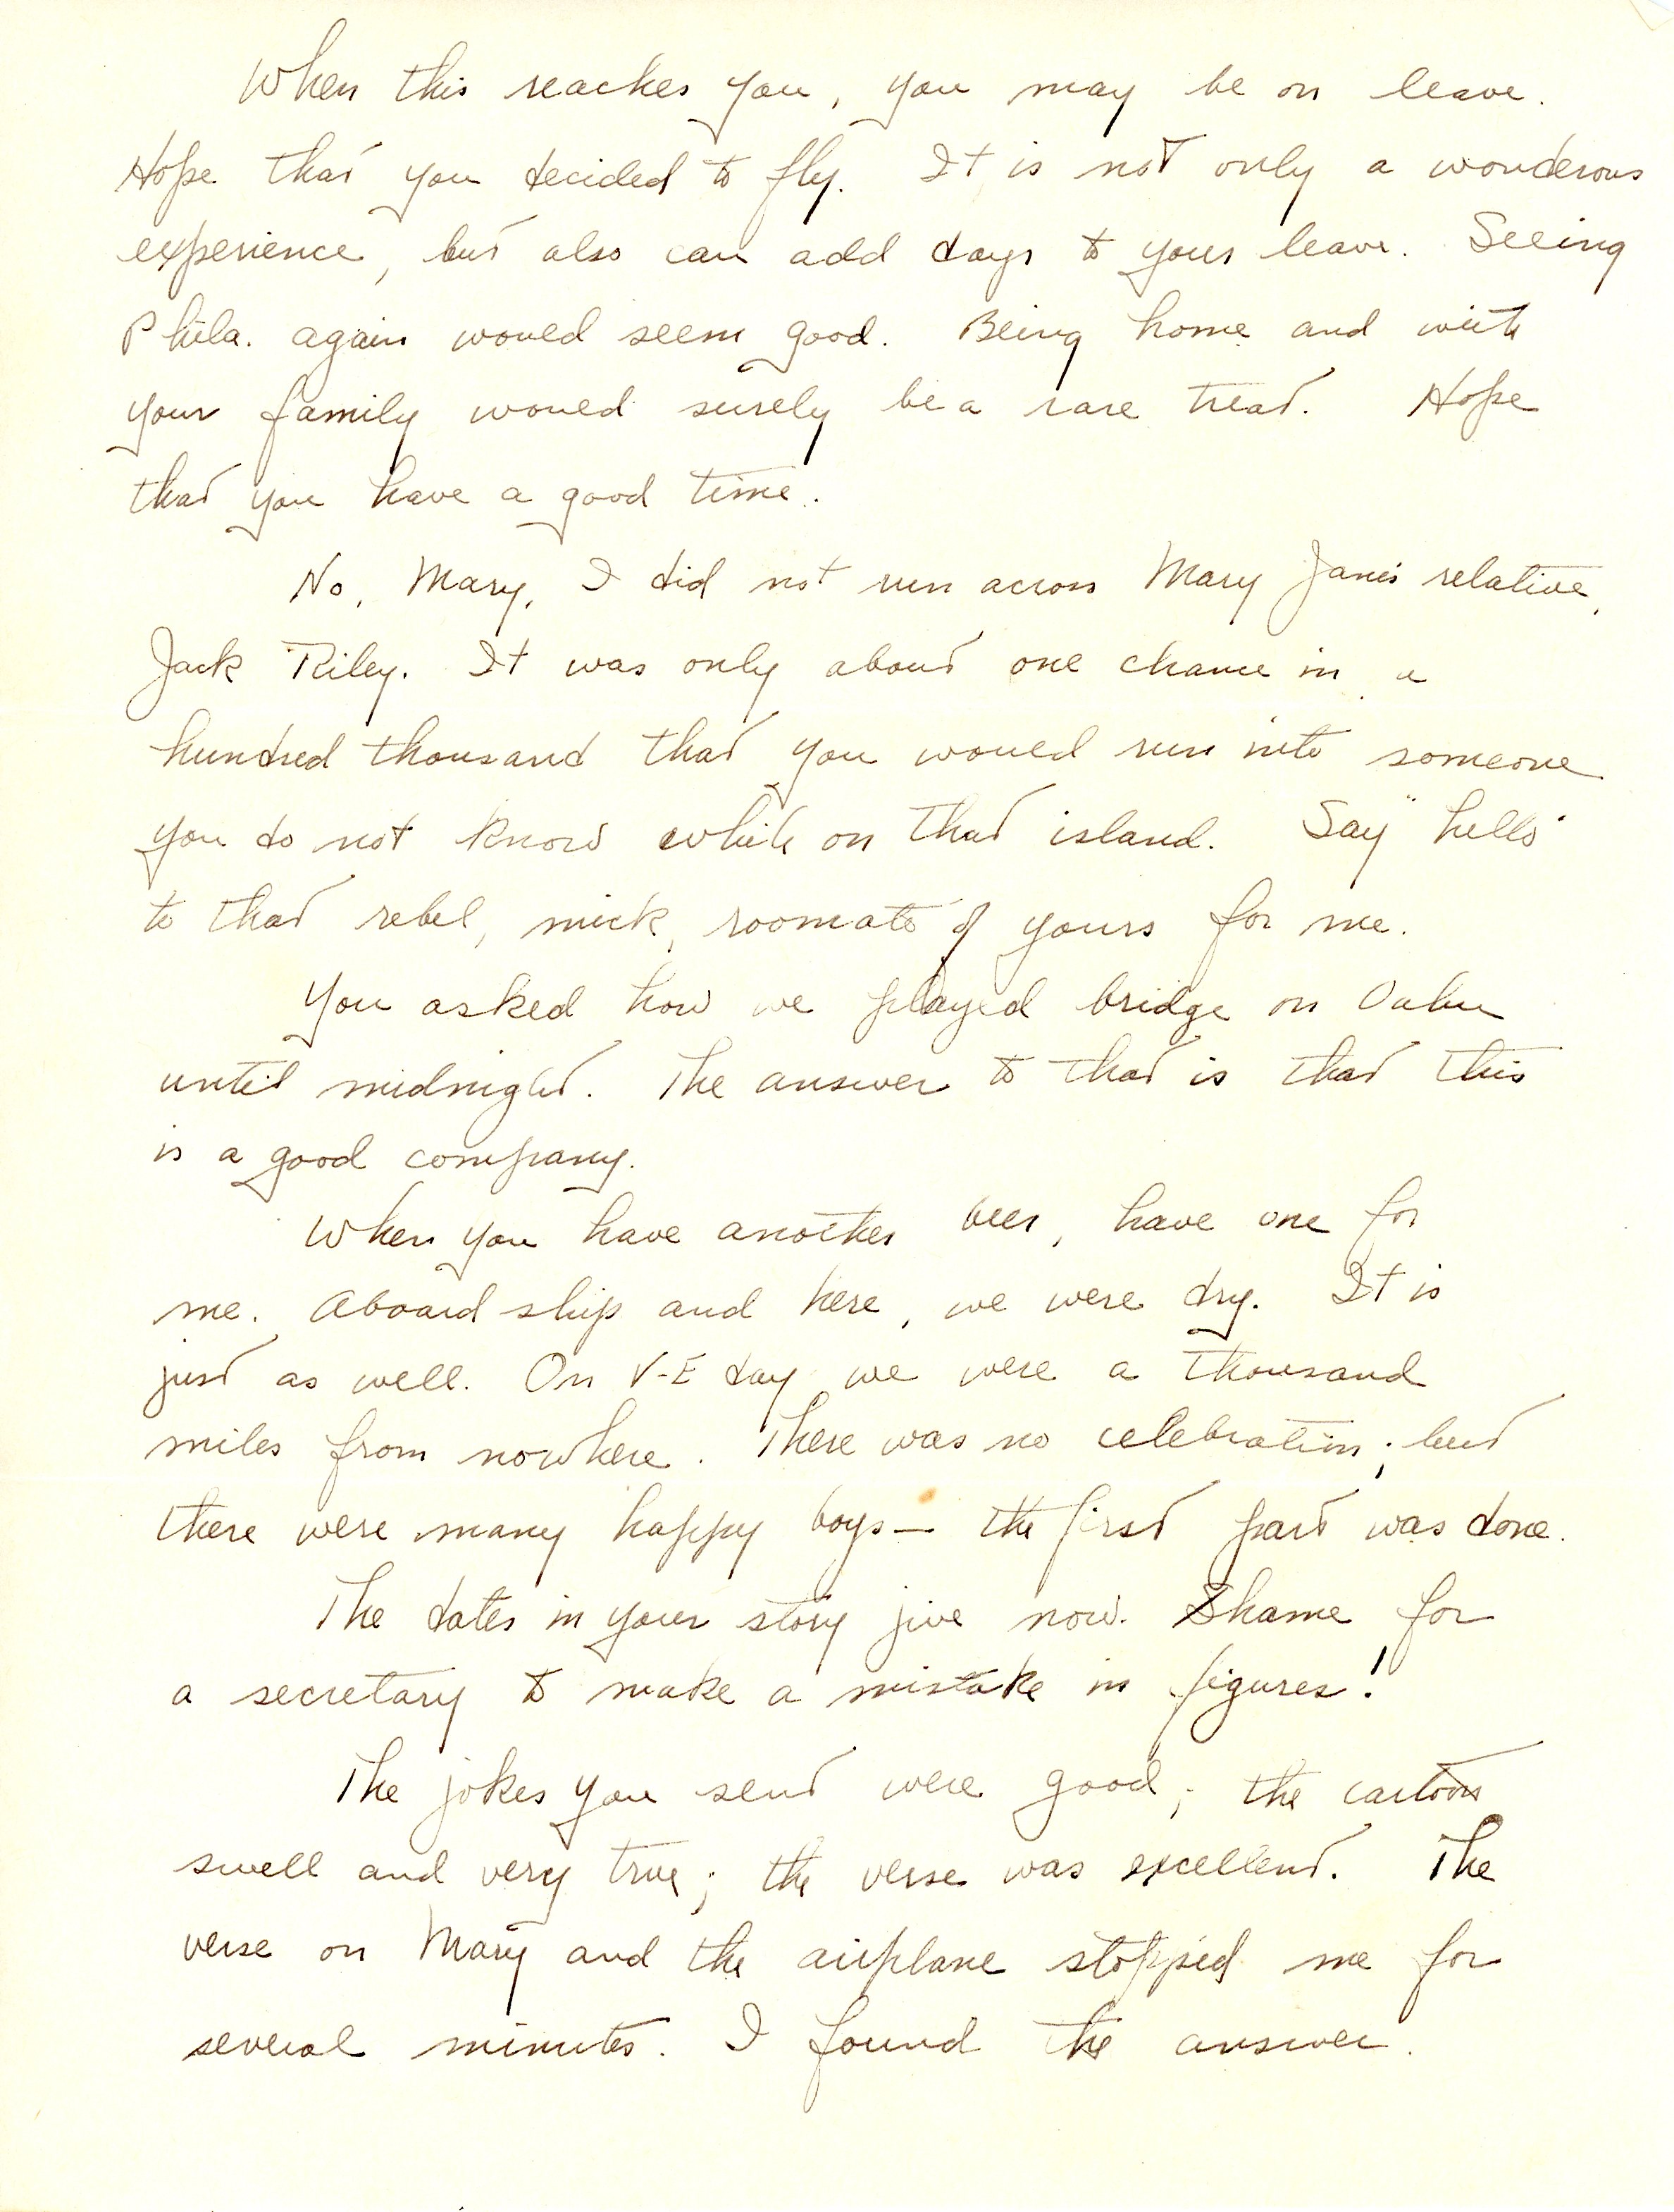 When this reaches you, you may be on leave.
Hope that you decided to fly. It is not only a wonderous
experience, but also can add days to your leave. Seeing
Phila. again would seem good. Being home and with
your family would surely be a rare treat. Hope
that you have a good time.
No, Mary, I did not run across Mary Jane's relative,
Jack Riley. It was only about one chance in a
hundred thousand that you would run into someone
you do not know while on that island. Say "hello"
to that rebel, mick, roomate of yours for me.
You asked how we played bridge on Oahu
until midnight. The answer to that is that this
is a good company.
When you have another beer, have one for
me. Aboard ship and here, we were dry. It is
just as well. On V-E day we were a thousand
miles from nowhere. There was no celebration; but
there were many happy boys — the first part was done.
The dates in your story jive now. Shame for
a secretary to make a mistake in figures!
The jokes you send were good; the cartoon
swell and very true; the verse was excellent. The
verse on Mary and the airplane stopped me for
several minutes. I found the answer.